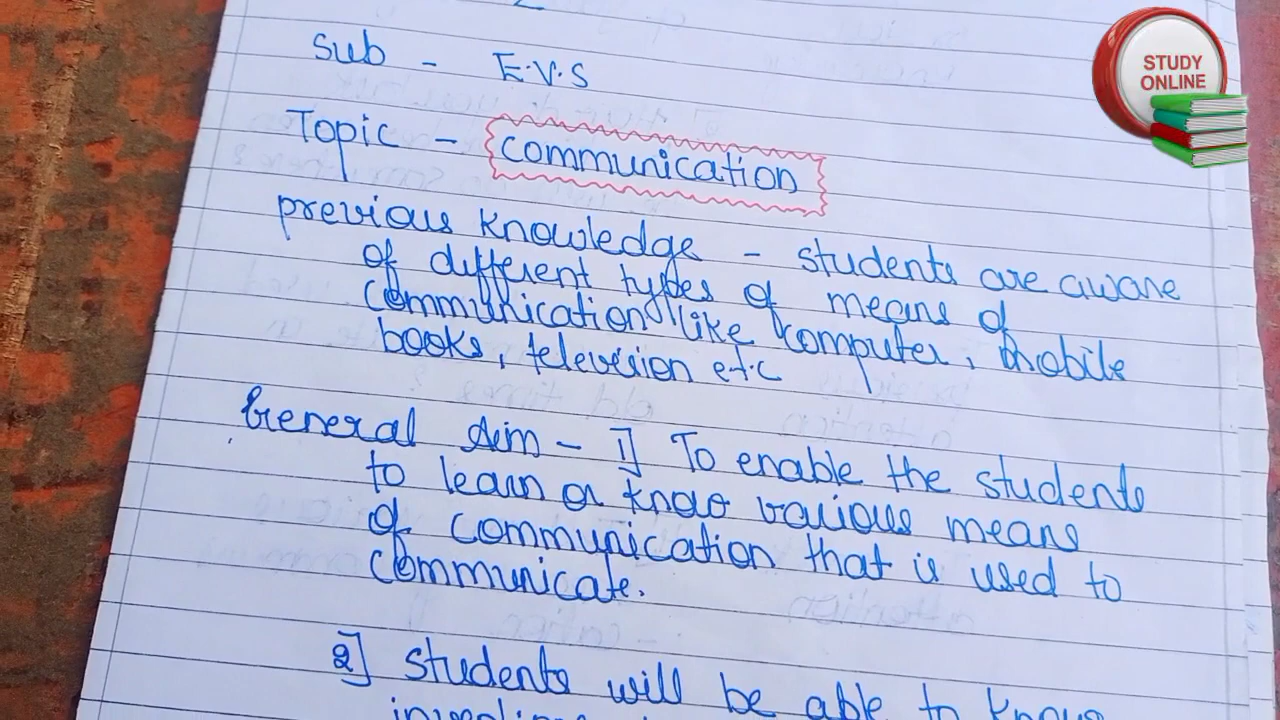 STUDY
ONLINE
Sub - E.V.S
Topic - Communication
previous knowledge - students are aware
of different types of means of
communication like computer, mobile
books, television etc
General Aim - 1] To enable the students
to learn or know various means
of communication that is used to
communicate.
2] students will be able to know